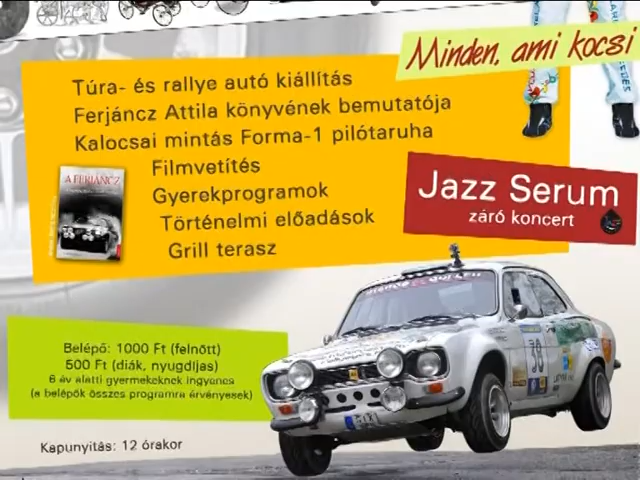 Minden, ami kocsi
Túra- és rallye autó kiállítás
Ferjáncz Attila könyvének bemutatója
Kalocsai mintás Forma-1 pilótaruha
Filmvetítés
Gyerekprogramok
Történelmi előadások
Grill terasz
A FERJÁNCZ
Jazz Serum
záró koncert
Belépő: 1000 Ft (felnőtt)
500 Ft (diák, nyugdíjas)
6 év alatti gyermekeknek ingyenes
(a belépők összes programra érvényesek)
Kapunyitás: 12 órakor
38